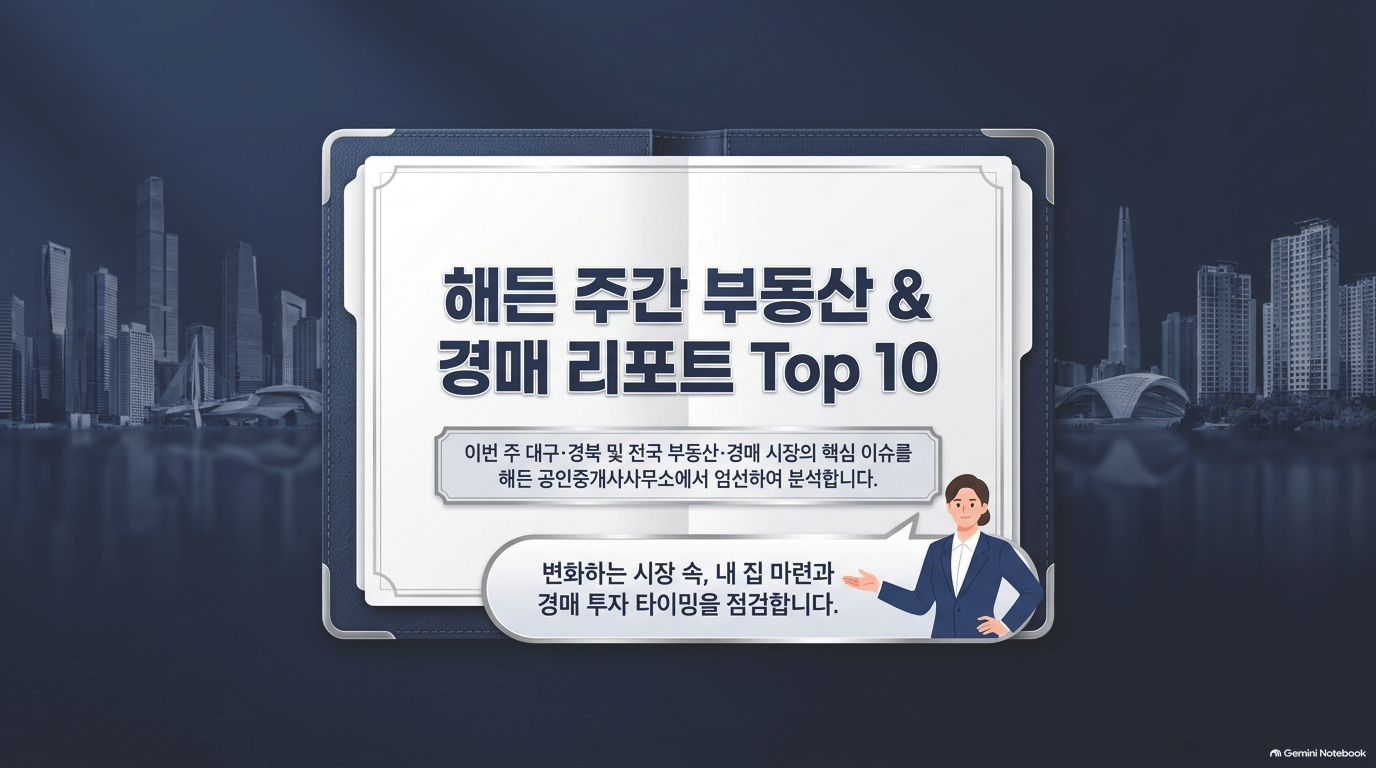 해든 주간 부동산 &
경매 리포트 Top 10
이번 주 대구·경북 및 전국 부동산·경매 시장의 핵심 이슈를
해든 공인중개사사무소에서 엄선하여 분석합니다.
변화하는 시장 속, 내 집 마련과
경매 투자 타이밍을 점검합니다.
Gemini Notebook